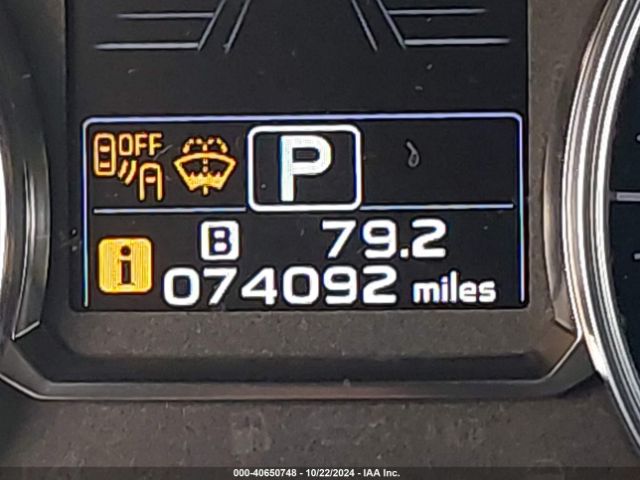 OFF
P
i
B 79.2
074092 miles
000-40650748 - 10/22/2024 - IAA Inc.